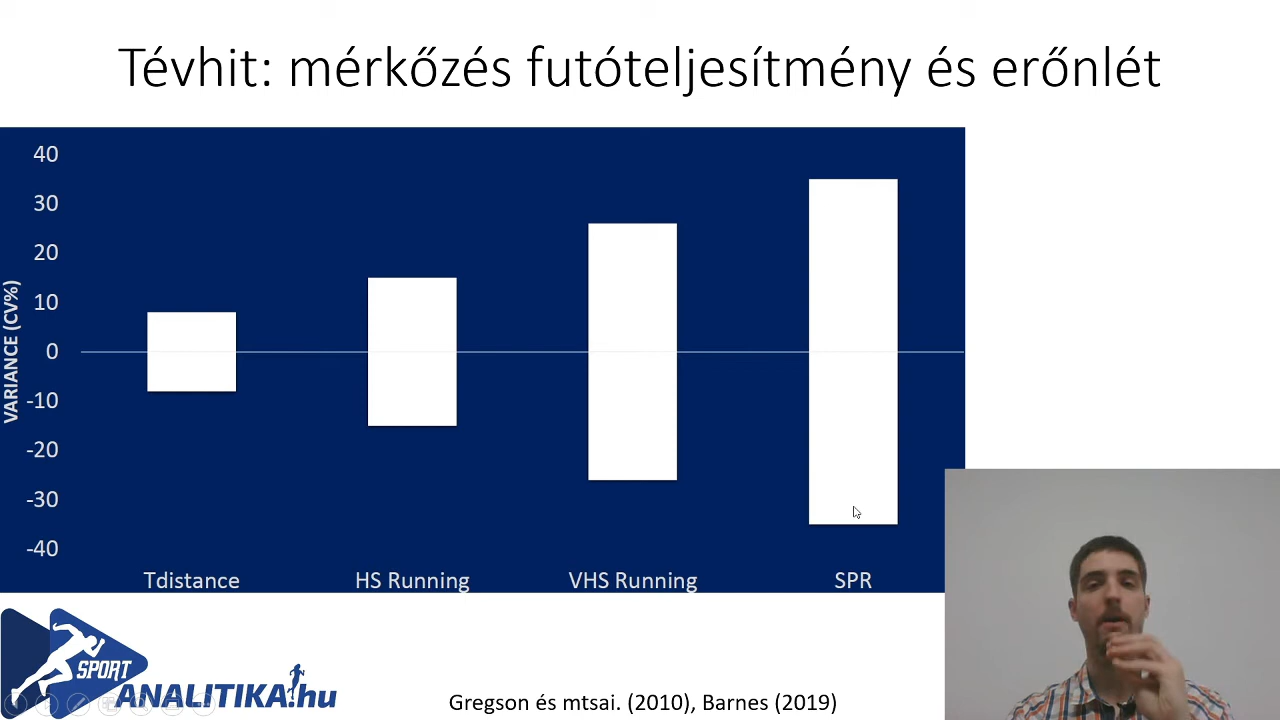 Tévhit: mérkőzés futóteljesítmény és erőnlét
VARIANCE (CV%)
40
30
20
10
0
-10
-20
-30
-40
Tdistance
HS Running
VHS Running
SPR
SPORT
ANALITIKA.hu
Gregson és mtsai. (2010), Barnes (2019)